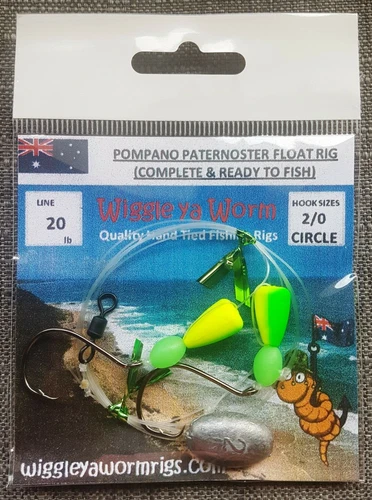 POMPANO PATERNOSTER FLOAT RIG
(COMPLETE & READY TO FISH)
LINE
20
lb
Wiggle ya Worm
Quality Hand Tied Fishing Rigs
HOOK SIZES
2/0
CIRCLE
2
wiggleyawormrigs.com